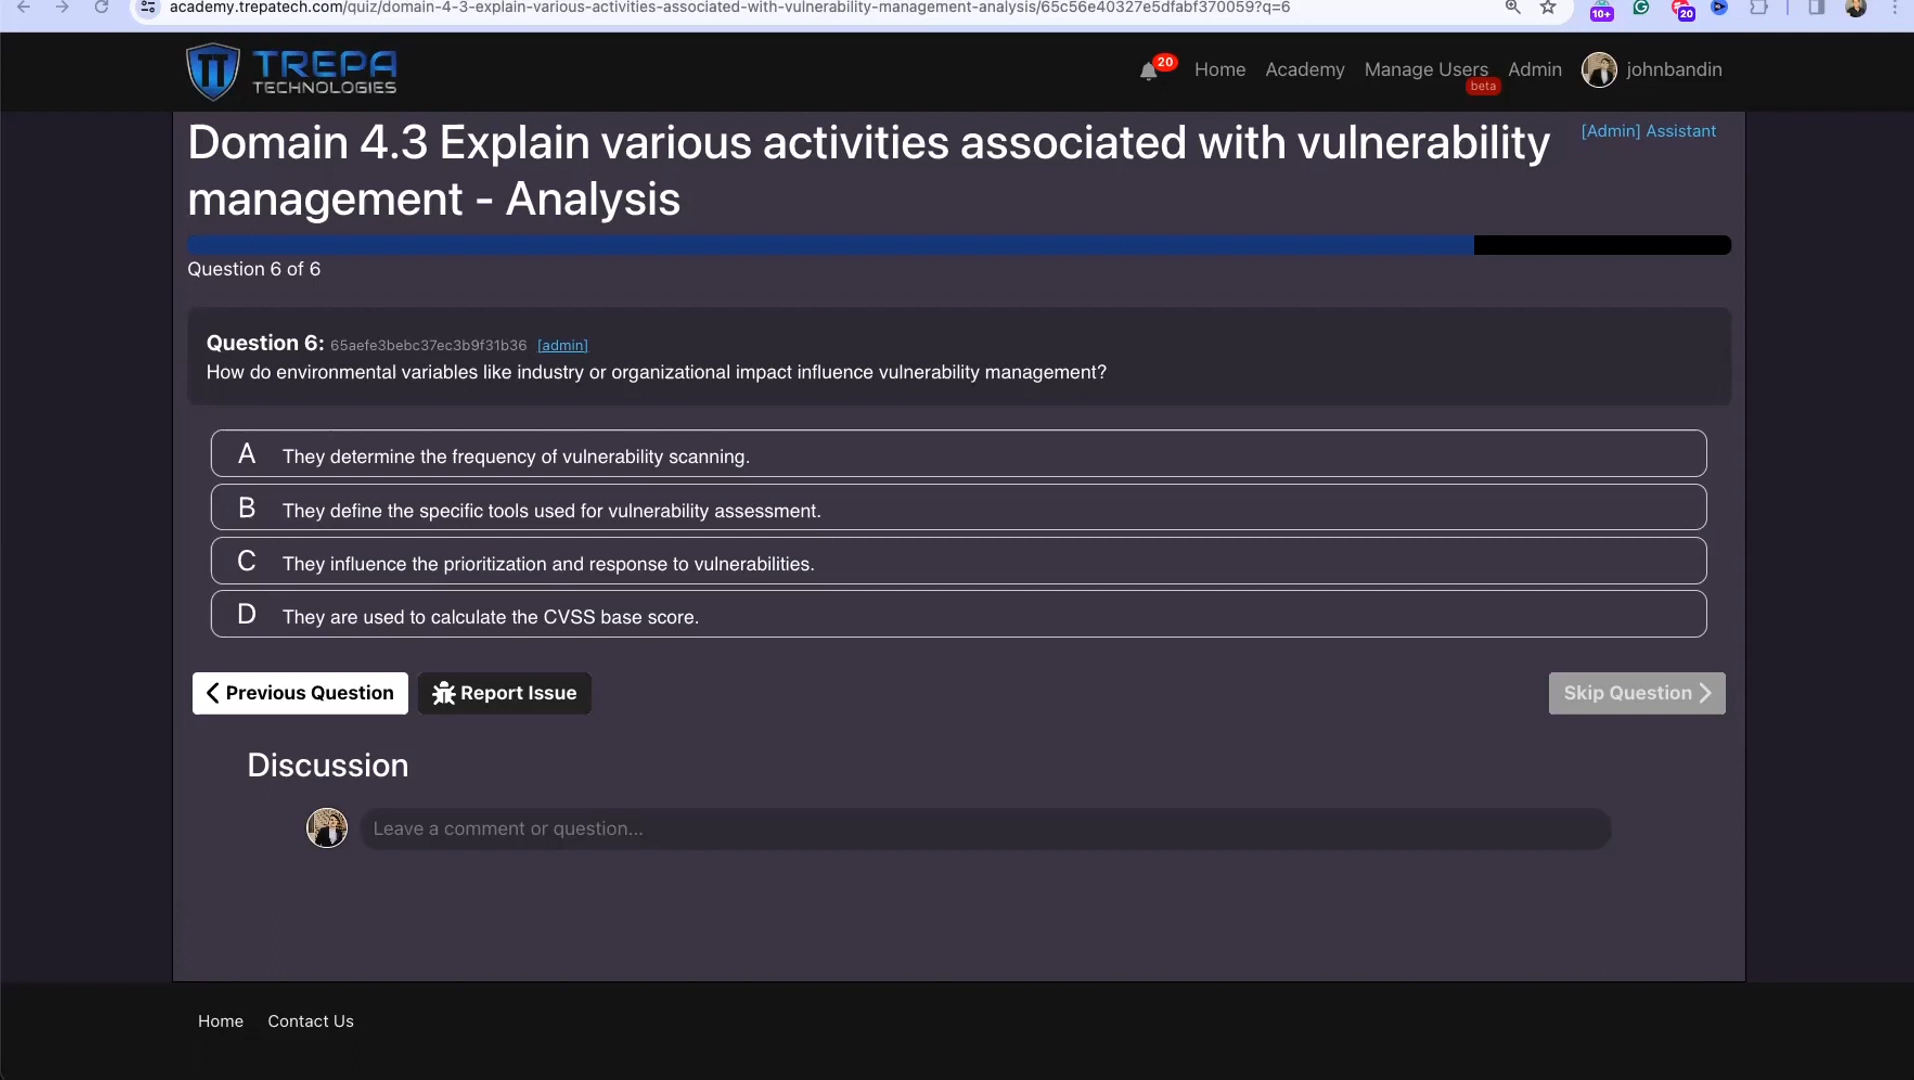 academy.trepatech.com/quiz/domain-4-3-explain-various-activities-associated-with-vulnerability-management-analysis/65c56e40327e5dfabf370059?q=6
10+
20
TREPA
TECHNOLOGIES
20
Home
Academy
Manage Users
beta
Admin
johnbandin
Domain 4.3 Explain various activities associated with vulnerability
management - Analysis
[Admin] Assistant
Question 6 of 6
Question 6: 65aefe3bebc37ec3b9f31b36 [admin]
How do environmental variables like industry or organizational impact influence vulnerability management?
A They determine the frequency of vulnerability scanning.
B They define the specific tools used for vulnerability assessment.
C They influence the prioritization and response to vulnerabilities.
D They are used to calculate the CVSS base score.
Previous Question
Report Issue
Skip Question
Discussion
Leave a comment or question...
Home
Contact Us